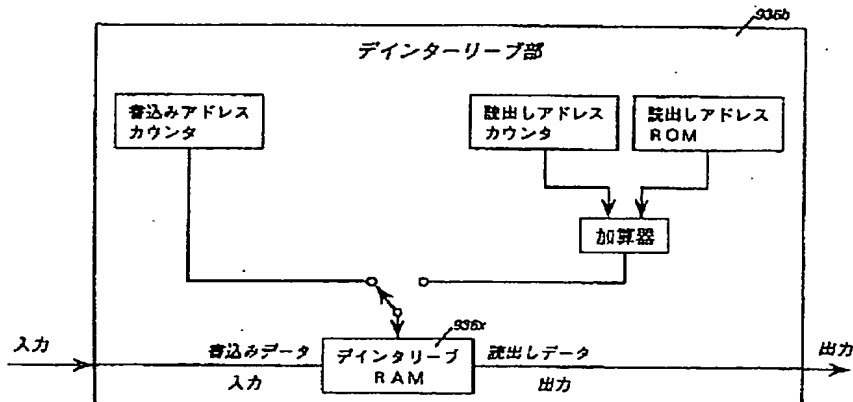 936b
デインターリーブ部
書込みアドレス
カウンタ
読出しアドレス
カウンタ
読出しアドレス
ROM
加算器
936x
入力
書込みデータ
入力
デインタリーブ
RAM
読出しデータ
出力
出力